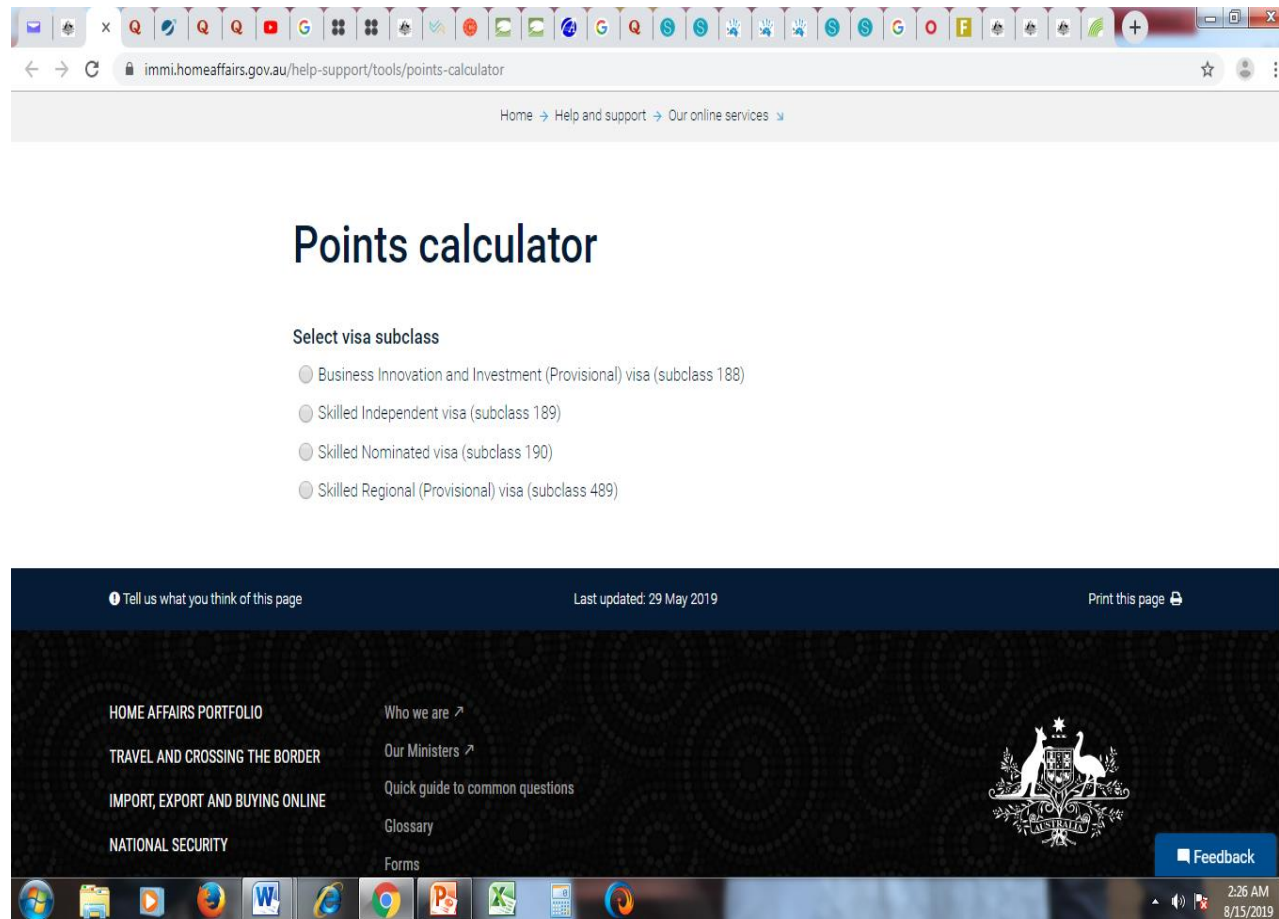 immi.homeaffairs.gov.au/help-support/tools/points-calculator
Home → Help and support → Our online services ↘
Points calculator
Select visa subclass
Business Innovation and Investment (Provisional) visa (subclass 188)
Skilled Independent visa (subclass 189)
Skilled Nominated visa (subclass 190)
Skilled Regional (Provisional) visa (subclass 489)
Tell us what you think of this page
Last updated: 29 May 2019
Print this page
HOME AFFAIRS PORTFOLIO
TRAVEL AND CROSSING THE BORDER
IMPORT, EXPORT AND BUYING ONLINE
NATIONAL SECURITY
Who we are ↗
Our Ministers ↗
Quick guide to common questions
Glossary
Forms
AUSTRALIA
Feedback
2:26 AM
8/15/2019